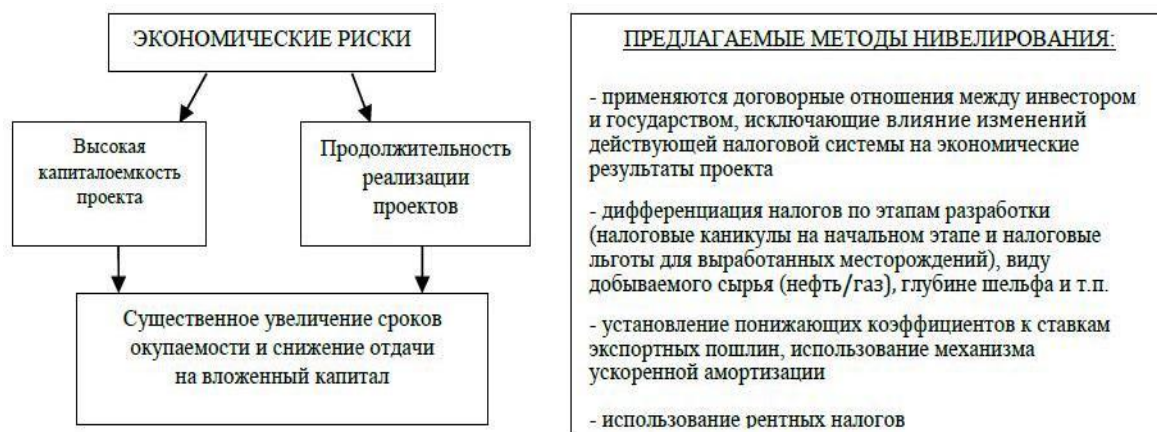 ЭКОНОМИЧЕСКИЕ РИСКИ
Высокая
капиталоемкость
проекта
Продолжительность
реализации
проектов
Существенное увеличение сроков
окупаемости и снижение отдачи
на вложенный капитал
ПРЕДЛАГАЕМЫЕ МЕТОДЫ НИВЕЛИРОВАНИЯ:
- применяются договорные отношения между инвестором
и государством, исключающие влияние изменений
действующей налоговой системы на экономические
результаты проекта
- дифференциация налогов по этапам разработки
(налоговые каникулы на начальном этапе и налоговые
льготы для выработанных месторождений), виду
добываемого сырья (нефть/газ), глубине шельфа и т.п.
- установление понижающих коэффициентов к ставкам
экспортных пошлин, использование механизма
ускоренной амортизации
- использование рентных налогов